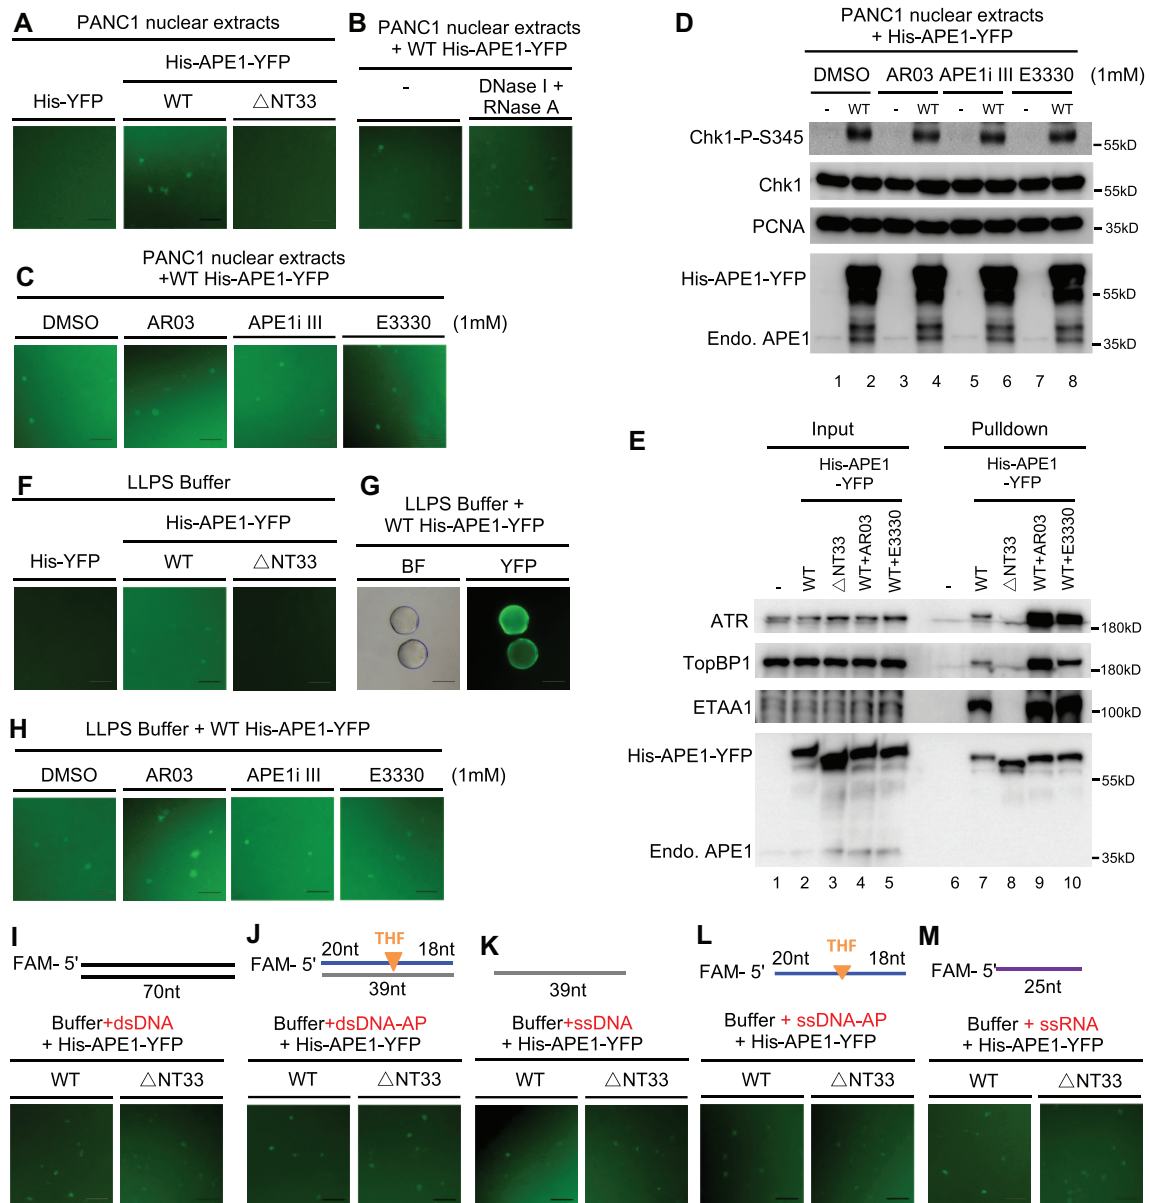 A
PANC1 nuclear extracts
His-APE1-YFP
His-YFP
WT
△NT33
B
PANC1 nuclear extracts
+ WT His-APE1-YFP
-
DNase I +
RNase A
C
PANC1 nuclear extracts
+WT His-APE1-YFP
DMSO
AR03
APE1i III
E3330
(1mM)
D
PANC1 nuclear extracts
+ His-APE1-YFP
DMSO AR03 APE1i III E3330 (1mM)
- WT - WT - WT - WT
Chk1-P-S345
55kD
Chk1
55kD
PCNA
35kD
His-APE1-YFP
55kD
Endo. APE1
35kD
1 2 3 4 5 6 7 8
E
Input
Pulldown
His-APE1
-YFP
His-APE1
-YFP
- WT △NT33 WT+AR03 WT+E3330
- WT △NT33 WT+AR03 WT+E3330
ATR
180kD
TopBP1
180kD
ETAA1
100kD
His-APE1-YFP
55kD
Endo. APE1
35kD
1 2 3 4 5 6 7 8 9 10
F
LLPS Buffer
His-APE1-YFP
His-YFP
WT
△NT33
G
LLPS Buffer +
WT His-APE1-YFP
BF
YFP
H
LLPS Buffer + WT His-APE1-YFP
DMSO
AR03
APE1i III
E3330
(1mM)
I
FAM- 5'
70nt
Buffer+dsDNA
+ His-APE1-YFP
WT
△NT33
J
20nt THF 18nt
FAM- 5'
39nt
Buffer+dsDNA-AP
+ His-APE1-YFP
WT
△NT33
K
39nt
Buffer+ssDNA
+ His-APE1-YFP
WT
△NT33
L
20nt THF 18nt
FAM- 5'
Buffer + ssDNA-AP
+ His-APE1-YFP
WT
△NT33
M
FAM- 5'
25nt
Buffer + ssRNA
+ His-APE1-YFP
WT
△NT33